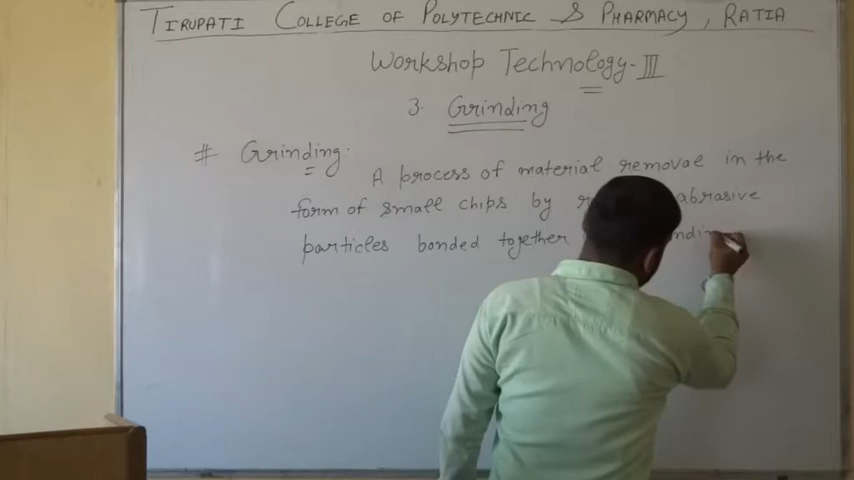 TIRUPATI COLLEGE OF POLYTECHNIC & PHARMACY, RATIA
Workshop Technology-III
3. Grinding
# Grinding.
A process of material removal in the
form of small chips by abrasive
particles bonded together